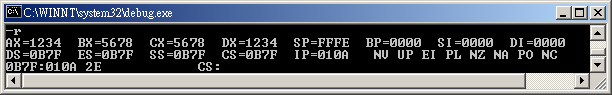 C:\WINNT\system32\debug.exe
-r
AX=1234  BX=5678  CX=5678  DX=1234  SP=FFFE  BP=0000  SI=0000  DI=0000
DS=0B7F  ES=0B7F  SS=0B7F  CS=0B7F  IP=010A   NV UP EI PL NZ NA PO NC
0B7F:010A 2E            CS: